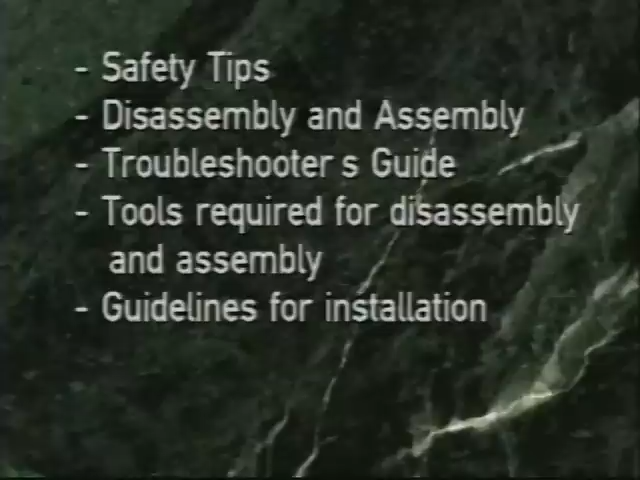 - Safety Tips
- Disassembly and Assembly
- Troubleshooter s Guide
- Tools required for disassembly
and assembly
- Guidelines for installation